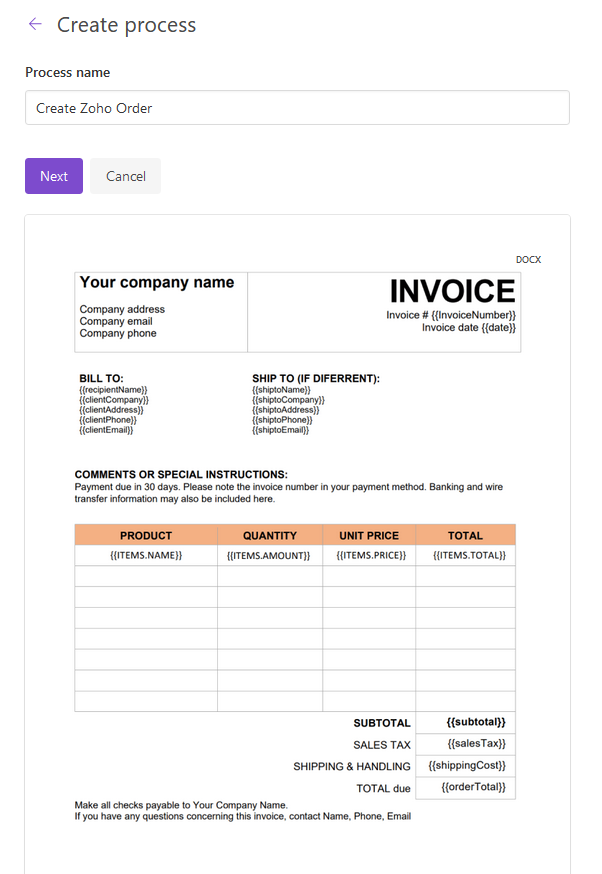 ← Create process
Process name
Create Zoho Order
Next Cancel
DOCX
Your company name
Company address
Company email
Company phone
INVOICE
Invoice # {{InvoiceNumber}}
Invoice date {{date}}
BILL TO:
{{recipientName}}
{{clientCompany}}
{{clientAddress}}
{{clientPhone}}
{{clientEmail}}
SHIP TO (IF DIFERRENT):
{{shiptoName}}
{{shiptoCompany}}
{{shiptoAddress}}
{{shiptoPhone}}
{{shiptoEmail}}
COMMENTS OR SPECIAL INSTRUCTIONS:
Payment due in 30 days. Please note the invoice number in your payment method. Banking and wire
transfer information may also be included here.
PRODUCT QUANTITY UNIT PRICE TOTAL
{{ITEMS.NAME}} {{ITEMS.AMOUNT}} {{ITEMS.PRICE}} {{ITEMS.TOTAL}}
SUBTOTAL {{subtotal}}
SALES TAX {{salesTax}}
SHIPPING & HANDLING {{shippingCost}}
TOTAL due {{orderTotal}}
Make all checks payable to Your Company Name.
If you have any questions concerning this invoice, contact Name, Phone, Email